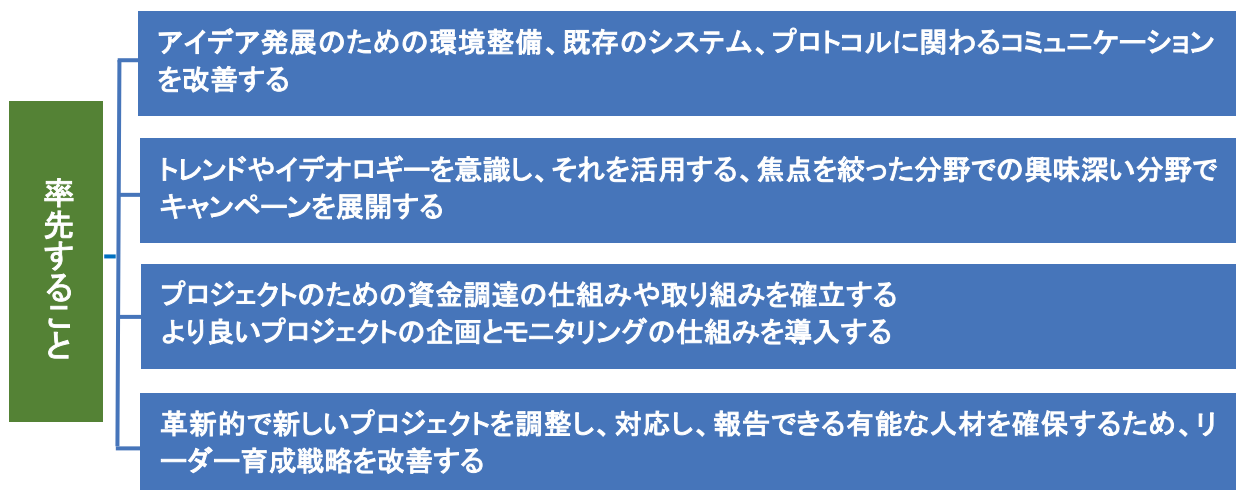 率先すること
アイデア発展のための環境整備、既存のシステム、プロトコルに関わるコミュニケーション
を改善する
トレンドやイデオロギーを意識し、それを活用する、焦点を絞った分野での興味深い分野で
キャンペーンを展開する
プロジェクトのための資金調達の仕組みや取り組みを確立する
より良いプロジェクトの企画とモニタリングの仕組みを導入する
革新的で新しいプロジェクトを調整し、対応し、報告できる有能な人材を確保するため、リ
ーダー育成戦略を改善する